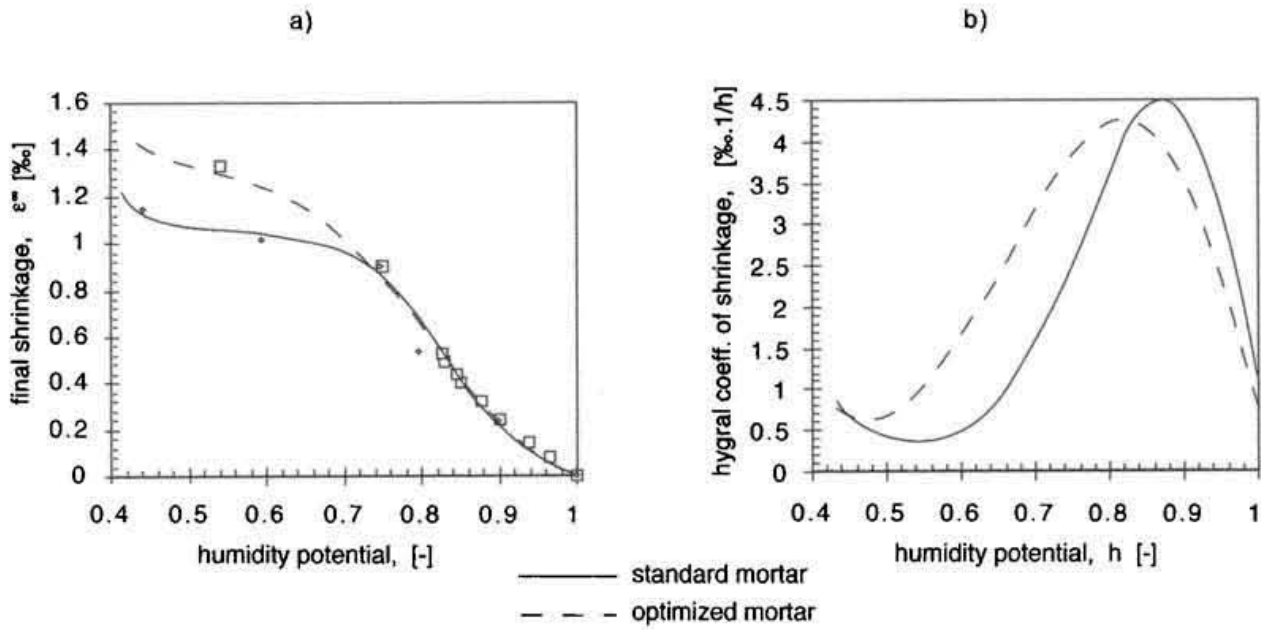 a)
1.6
1.4
1.2
1
0.8
0.6
0.4
0.2
0
0.4 0.5 0.6 0.7 0.8 0.9 1
final shrinkage, ε∞ [‰]
humidity potential, [-]
b)
4.5
4
3.5
3
2.5
2
1.5
1
0.5
0
0.4 0.5 0.6 0.7 0.8 0.9 1
hygral coeff. of shrinkage, [‰.1/h]
humidity potential, h [-]
standard mortar
optimized mortar